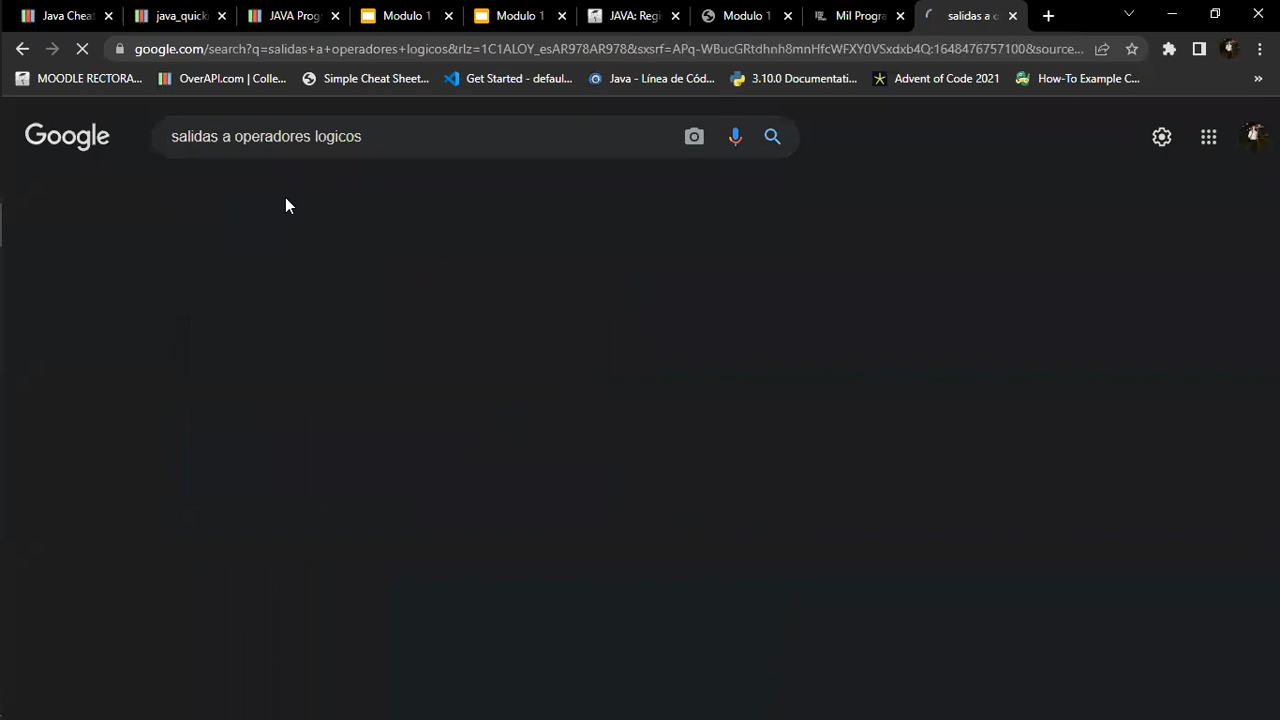 Java Cheat
java_quick
JAVA Prog
Modulo 1
Modulo 1
JAVA: Regi
Modulo 1
Mil Progra
salidas a o
google.com/search?q=salidas+a+operadores+logicos&rlz=1C1ALOY_esAR978AR978&sxsrf=APq-WBucGRtdhnh8mnHfcWFXY0VSxdxb4Q:1648476757100&source...
MOODLE RECTORA...
OverAPI.com | Colle...
Simple Cheat Sheet...
Get Started - defaul...
Java - Línea de Cód...
3.10.0 Documentati...
Advent of Code 2021
How-To Example C...
»
Google
salidas a operadores logicos